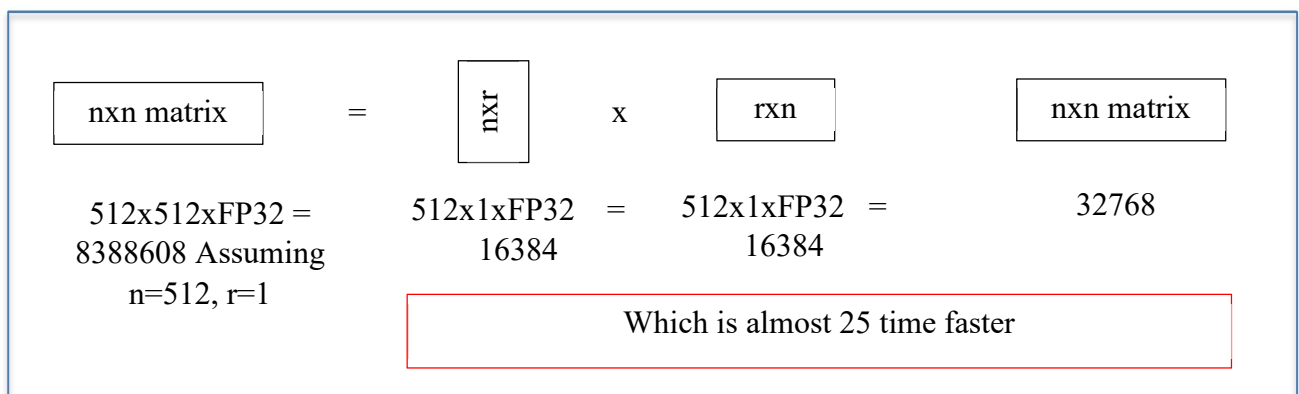 nxn matrix = nxr x rxn nxn matrix
512x512xFP32 = 512x1xFP32 = 512x1xFP32 = 32768
8388608 Assuming 16384 16384
n=512, r=1
Which is almost 25 time faster